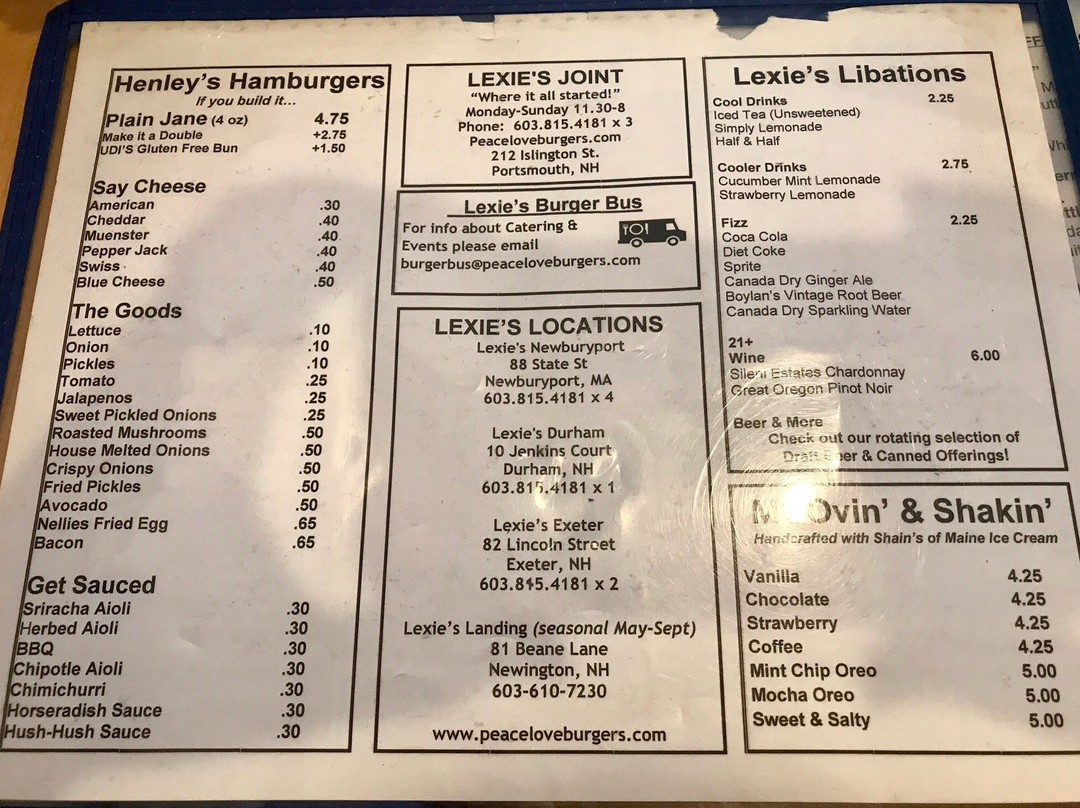 Henley's Hamburgers
If you build it...
Plain Jane (4 oz) 4.75
Make it a Double +2.75
UDI'S Gluten Free Bun +1.50
Say Cheese
American .30
Cheddar .40
Muenster .40
Pepper Jack .40
Swiss .40
Blue Cheese .50
The Goods
Lettuce .10
Onion .10
Pickles .10
Tomato .25
Jalapenos .25
Sweet Pickled Onions .25
Roasted Mushrooms .50
House Melted Onions .50
Crispy Onions .50
Fried Pickles .50
Avocado .50
Nellies Fried Egg .65
Bacon .65
Get Sauced
Sriracha Aioli .30
Herbed Aioli .30
BBQ .30
Chipotle Aioli .30
Chimichurri .30
Horseradish Sauce .30
Hush-Hush Sauce .30
LEXIE'S JOINT
"Where it all started!"
Monday-Sunday 11.30-8
Phone: 603.815.4181 x 3
Peaceloveburgers.com
212 Islington St.
Portsmouth, NH
Lexie's Burger Bus
For info about Catering &
Events please email
burgerbus@peaceloveburgers.com
LEXIE'S LOCATIONS
Lexie's Newburyport
88 State St
Newburyport, MA
603.815.4181 x 4
Lexie's Durham
10 Jenkins Court
Durham, NH
603.815.4181 x 1
Lexie's Exeter
82 Lincoln Street
Exeter, NH
603.815.4181 x 2
Lexie's Landing (seasonal May-Sept)
81 Beane Lane
Newington, NH
603-610-7230
www.peaceloveburgers.com
Lexie's Libations
Cool Drinks 2.25
Iced Tea (Unsweetened)
Simply Lemonade
Half & Half
Cooler Drinks 2.75
Cucumber Mint Lemonade
Strawberry Lemonade
Fizz 2.25
Coca Cola
Diet Coke
Sprite
Canada Dry Ginger Ale
Boylan's Vintage Root Beer
Canada Dry Sparkling Water
21+
Wine 6.00
Sileni Estates Chardonnay
Great Oregon Pinot Noir
Beer & More
Check out our rotating selection of
Draft Beer & Canned Offerings!
Ovin' & Shakin'
Handcrafted with Shain's of Maine Ice Cream
Vanilla 4.25
Chocolate 4.25
Strawberry 4.25
Coffee 4.25
Mint Chip Oreo 5.00
Mocha Oreo 5.00
Sweet & Salty 5.00